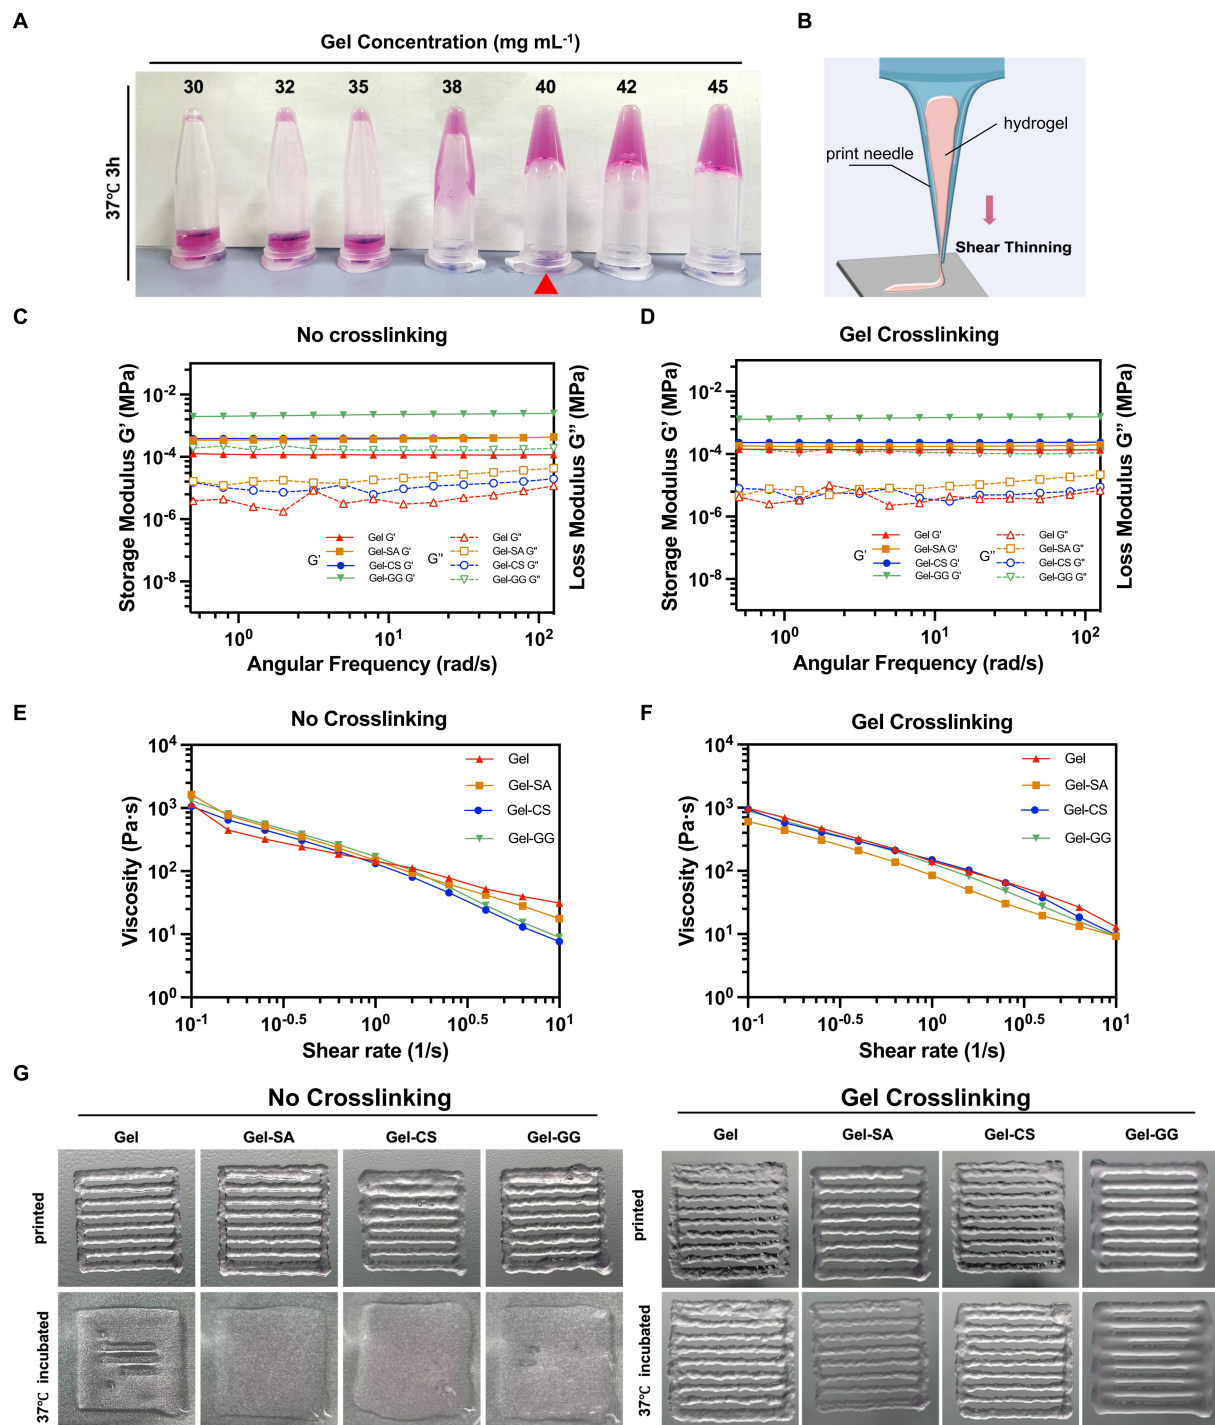 A
Gel Concentration (mg mL-1)
30 32 35 38 40 42 45
37℃ 3h
B
hydrogel
print needle
Shear Thinning
C
No crosslinking
Storage Modulus G' (MPa)
Loss Modulus G'' (MPa)
10-2
10-4
10-6
10-8
G'
Gel G'
Gel-SA G'
Gel-CS G'
Gel-GG G'
G''
Gel G''
Gel-SA G''
Gel-CS G''
Gel-GG G''
100 101 102
Angular Frequency (rad/s)
D
Gel Crosslinking
Storage Modulus G' (MPa)
Loss Modulus G'' (MPa)
10-2
10-4
10-6
10-8
G'
Gel G'
Gel-SA G'
Gel-CS G'
Gel-GG G'
G''
Gel G''
Gel-SA G''
Gel-CS G''
Gel-GG G''
100 101 102
Angular Frequency (rad/s)
E
No Crosslinking
Viscosity (Pa·s)
104
103
102
101
100
Gel
Gel-SA
Gel-CS
Gel-GG
10-1 10-0.5 100 100.5 101
Shear rate (1/s)
F
Gel Crosslinking
Viscosity (Pa·s)
104
103
102
101
100
Gel
Gel-SA
Gel-CS
Gel-GG
10-1 10-0.5 100 100.5 101
Shear rate (1/s)
G
No Crosslinking
Gel Gel-SA Gel-CS Gel-GG
printed
37℃ incubated
Gel Crosslinking
Gel Gel-SA Gel-CS Gel-GG
printed
37℃ incubated